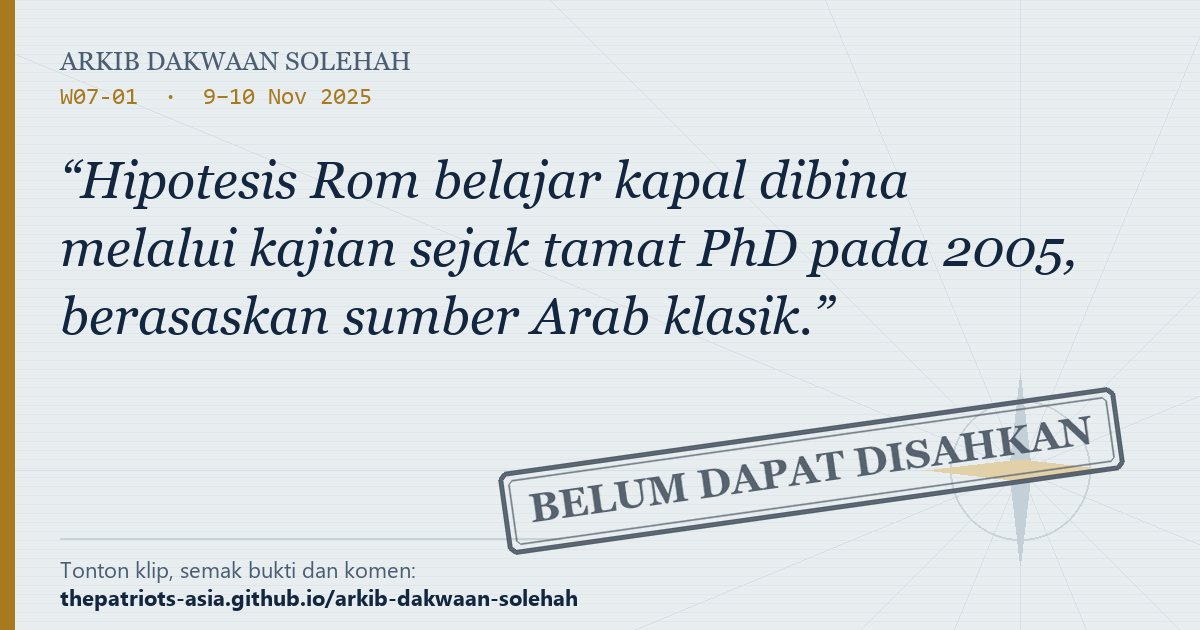 ARKIB DAKWAAN SOLEHAH
W07-01 · 9–10 Nov 2025
“Hipotesis Rom belajar kapal dibina
melalui kajian sejak tamat PhD pada 2005,
berasaskan sumber Arab klasik.”
BELUM DAPAT DISAHKAN
Tonton klip, semak bukti dan komen:
thepatriots-asia.github.io/arkib-dakwaan-solehah